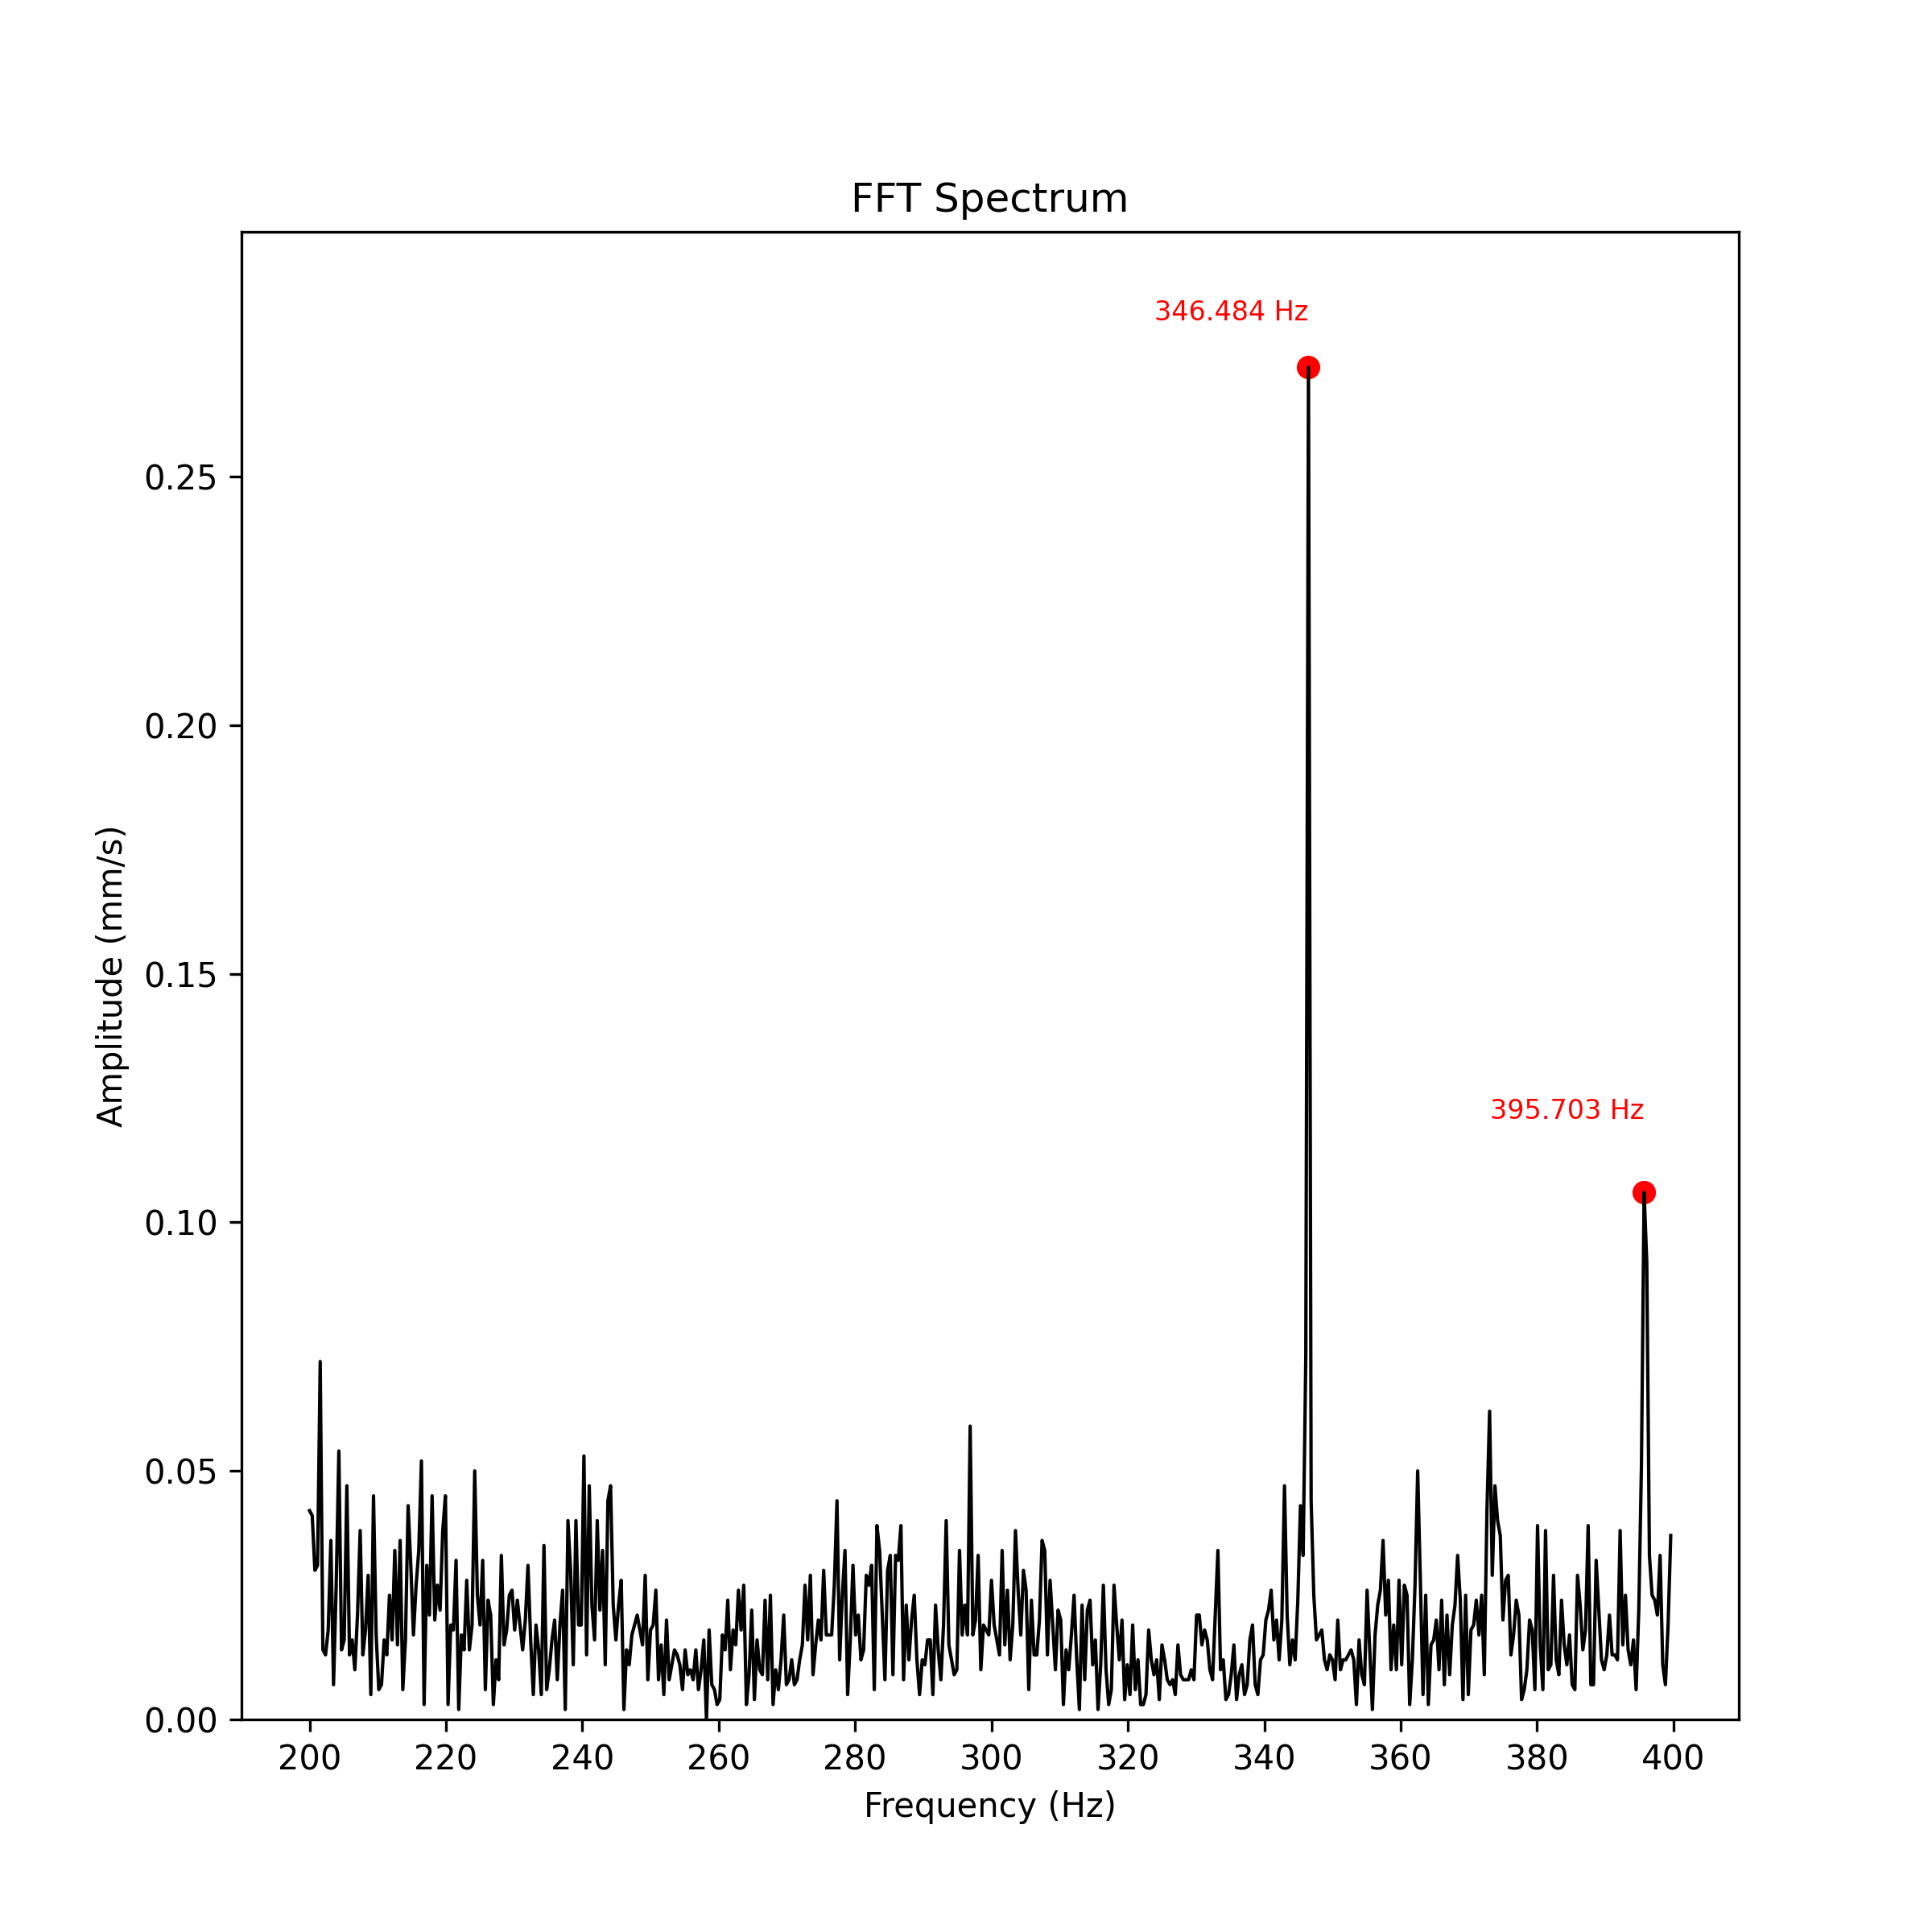 FFT Spectrum
346.484 Hz
0.25
0.20
0.15
395.703 Hz
0.10
0.05
0.00
Amplitude (mm/s)
200 220 240 260 280 300 320 340 360 380 400
Frequency (Hz)